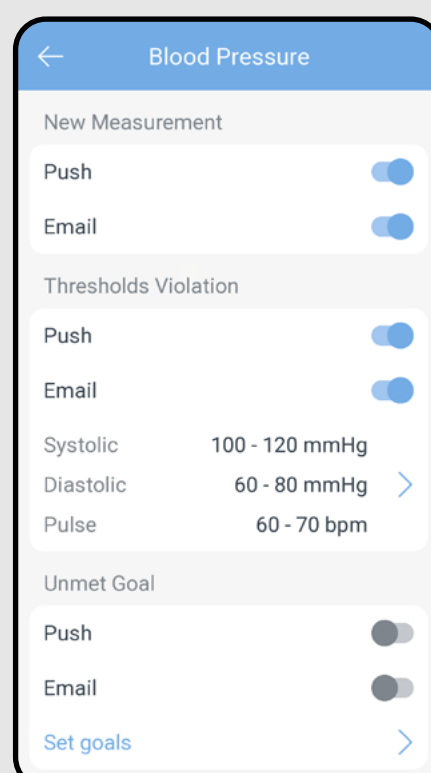 Blood Pressure
New Measurement
Push
Email
Thresholds Violation
Push
Email
Systolic 100 - 120 mmHg
Diastolic 60 - 80 mmHg
Pulse 60 - 70 bpm
Unmet Goal
Push
Email
Set goals